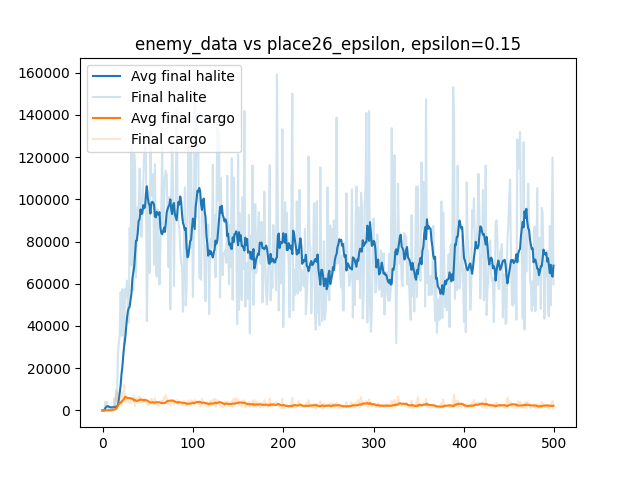 enemy_data vs place26_epsilon, epsilon=0.15
160000
140000
120000
100000
80000
60000
40000
20000
0
Avg final halite
Final halite
Avg final cargo
Final cargo
0 100 200 300 400 500